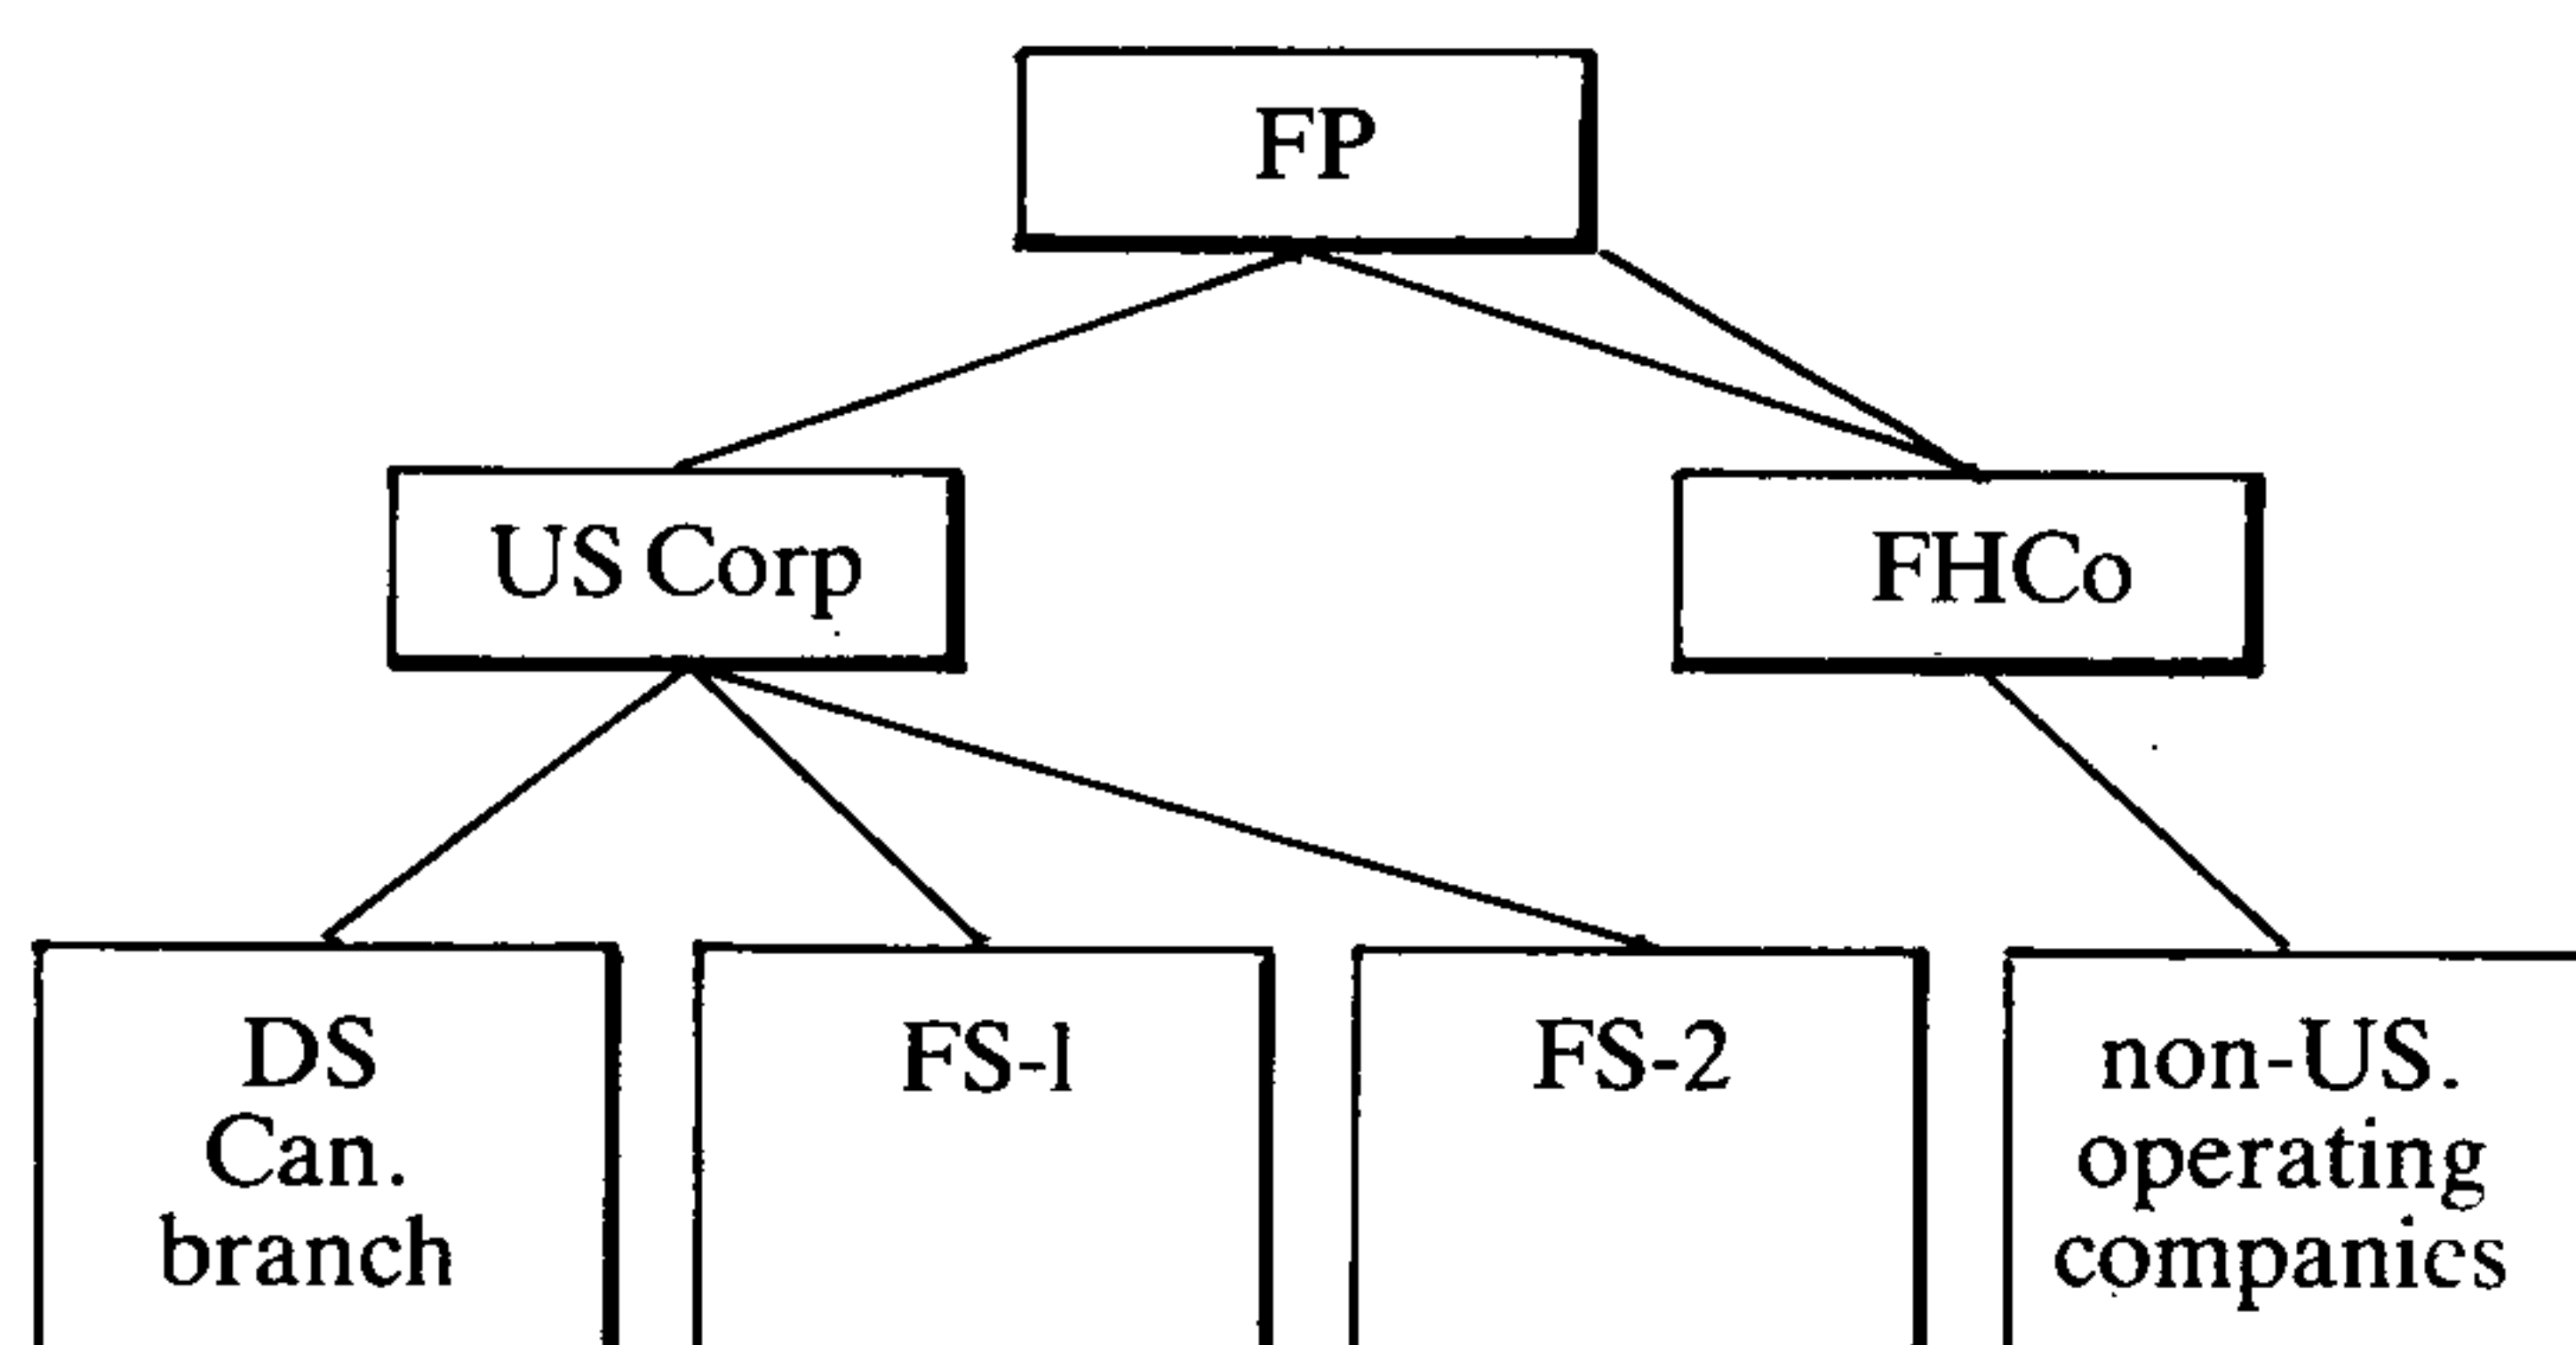 FP
US Corp
FHCo
DS
Can.
branch
FS-1
FS-2
non-US.
operating
companies